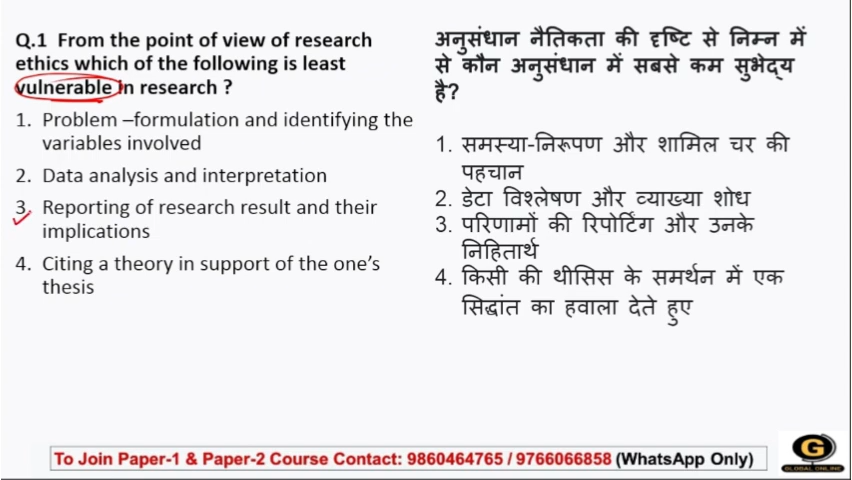 Q.1 From the point of view of research
ethics which of the following is least
vulnerable in research ?
1. Problem –formulation and identifying the
variables involved
2. Data analysis and interpretation
3. Reporting of research result and their
implications
4. Citing a theory in support of the one's
thesis
अनुसंधान नैतिकता की दृष्टि से निम्न में
से कौन अनुसंधान में सबसे कम सुभेद्य
है?
1. समस्या-निरूपण और शामिल चर की
पहचान
2. डेटा विश्लेषण और व्याख्या शोध
3. परिणामों की रिपोर्टिंग और उनके
निहितार्थ
4. किसी की थीसिस के समर्थन में एक
सिद्धांत का हवाला देते हुए
To Join Paper-1 & Paper-2 Course Contact: 9860464765 / 9766066858 (WhatsApp Only)
G
GLOBAL ONLINE